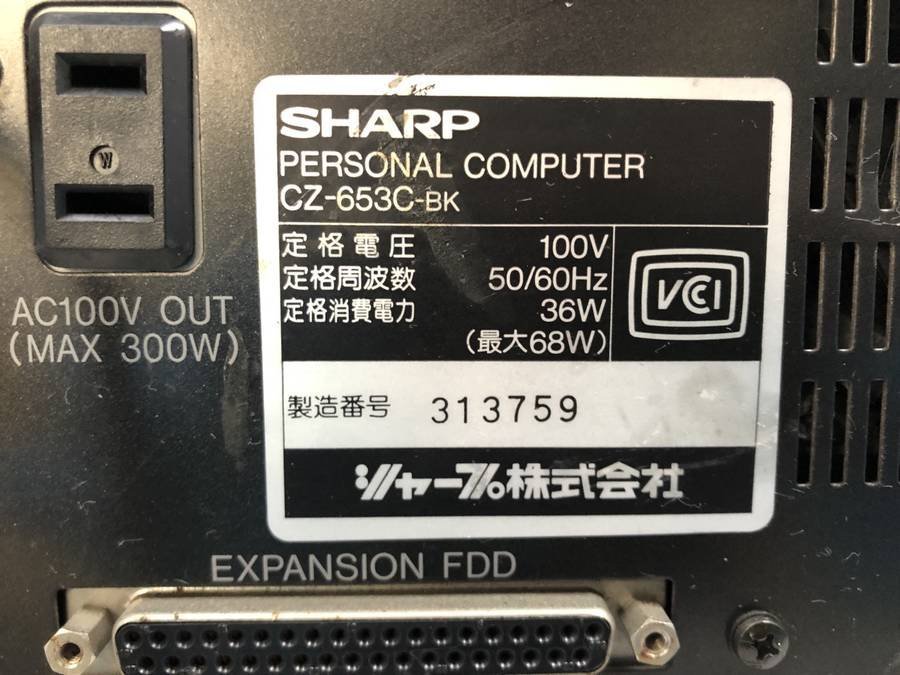 AC100V OUT
(MAX 300W)
W
SHARP
PERSONAL COMPUTER
CZ-653C-BK
定格電圧 100V
定格周波数 50/60Hz
定格消費電力 36W
(最大68W)
VCCI
製造番号 313759
シャープ株式会社
EXPANSION FDD